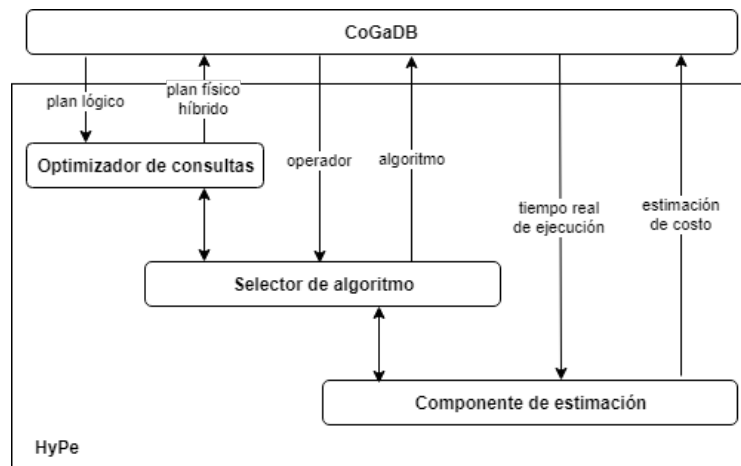 CoGaDB
plan lógico
plan físico
híbrido
Optimizador de consultas
operador
algoritmo
tiempo real
de ejecución
estimación
de costo
Selector de algoritmo
Componente de estimación
HyPe